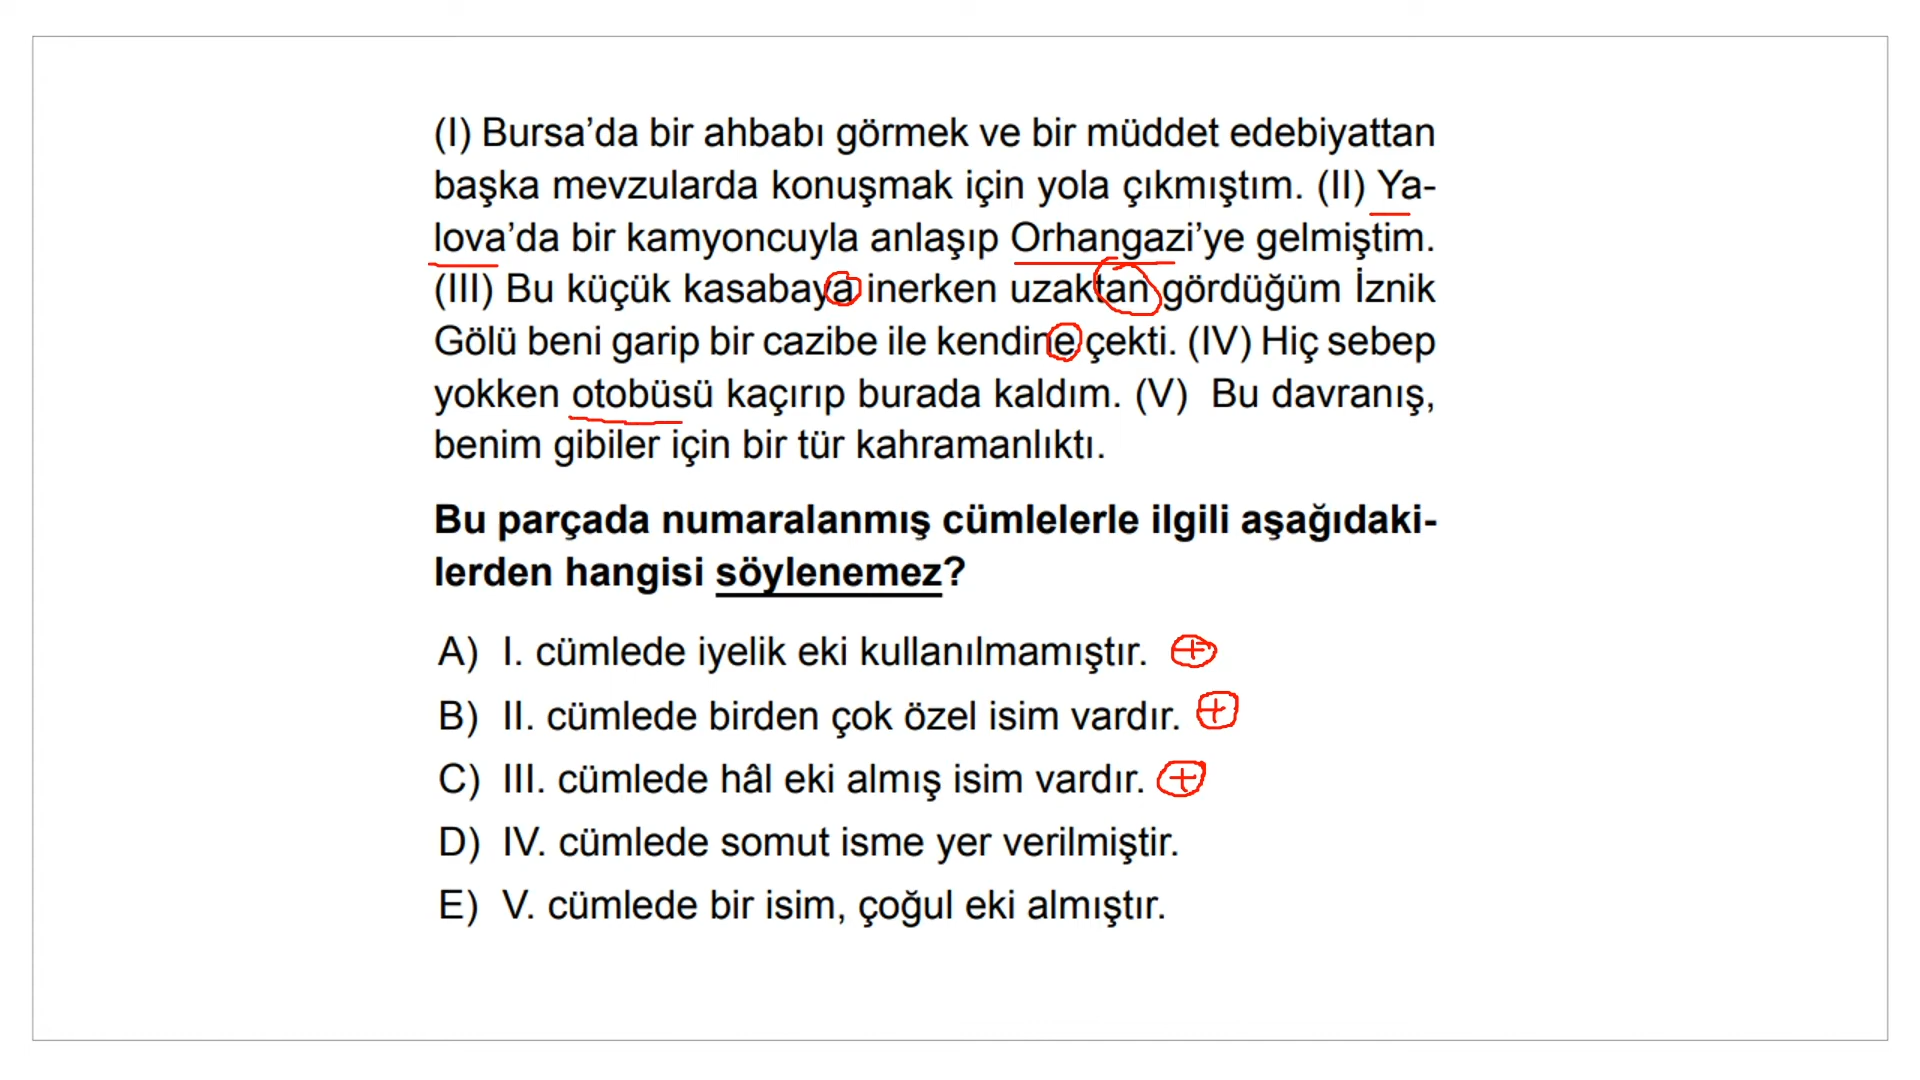 (I) Bursa’da bir ahbabı görmek ve bir müddet edebiyattan
başka mevzularda konuşmak için yola çıkmıştım. (II) Ya-
lova’da bir kamyoncuyla anlaşıp Orhangazi’ye gelmiştim.
(III) Bu küçük kasabaya inerken uzaktan gördüğüm İznik
Gölü beni garip bir cazibe ile kendine çekti. (IV) Hiç sebep
yokken otobüsü kaçırıp burada kaldım. (V) Bu davranış,
benim gibiler için bir tür kahramanlıktı.
Bu parçada numaralanmış cümlelerle ilgili aşağıdaki-
lerden hangisi söylenemez?
A) I. cümlede iyelik eki kullanılmamıştır. +
B) II. cümlede birden çok özel isim vardır. +
C) III. cümlede hâl eki almış isim vardır. +
D) IV. cümlede somut isme yer verilmiştir.
E) V. cümlede bir isim, çoğul eki almıştır.